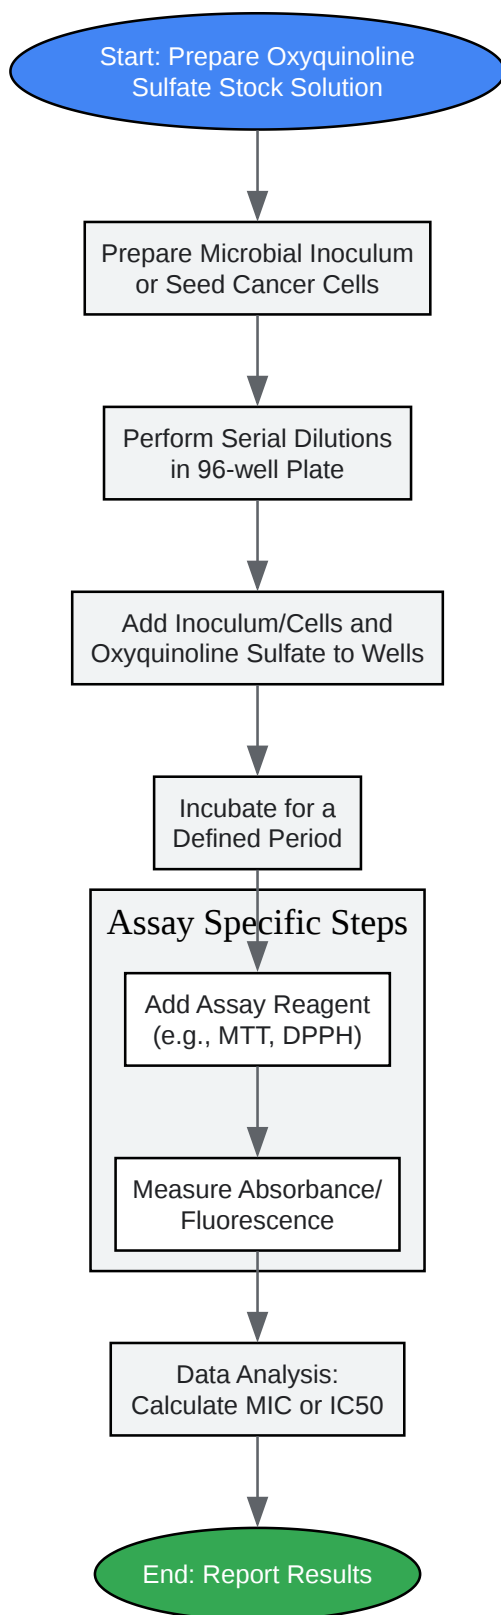 Start: Prepare Oxyquinoline
Sulfate Stock Solution
Prepare Microbial Inoculum
or Seed Cancer Cells
Perform Serial Dilutions
in 96-well Plate
Add Inoculum/Cells and
Oxyquinoline Sulfate to Wells
Incubate for a
Defined Period
Assay Specific Steps
Add Assay Reagent
(e.g., MTT, DPPH)
Measure Absorbance/
Fluorescence
Data Analysis:
Calculate MIC or IC50
End: Report Results